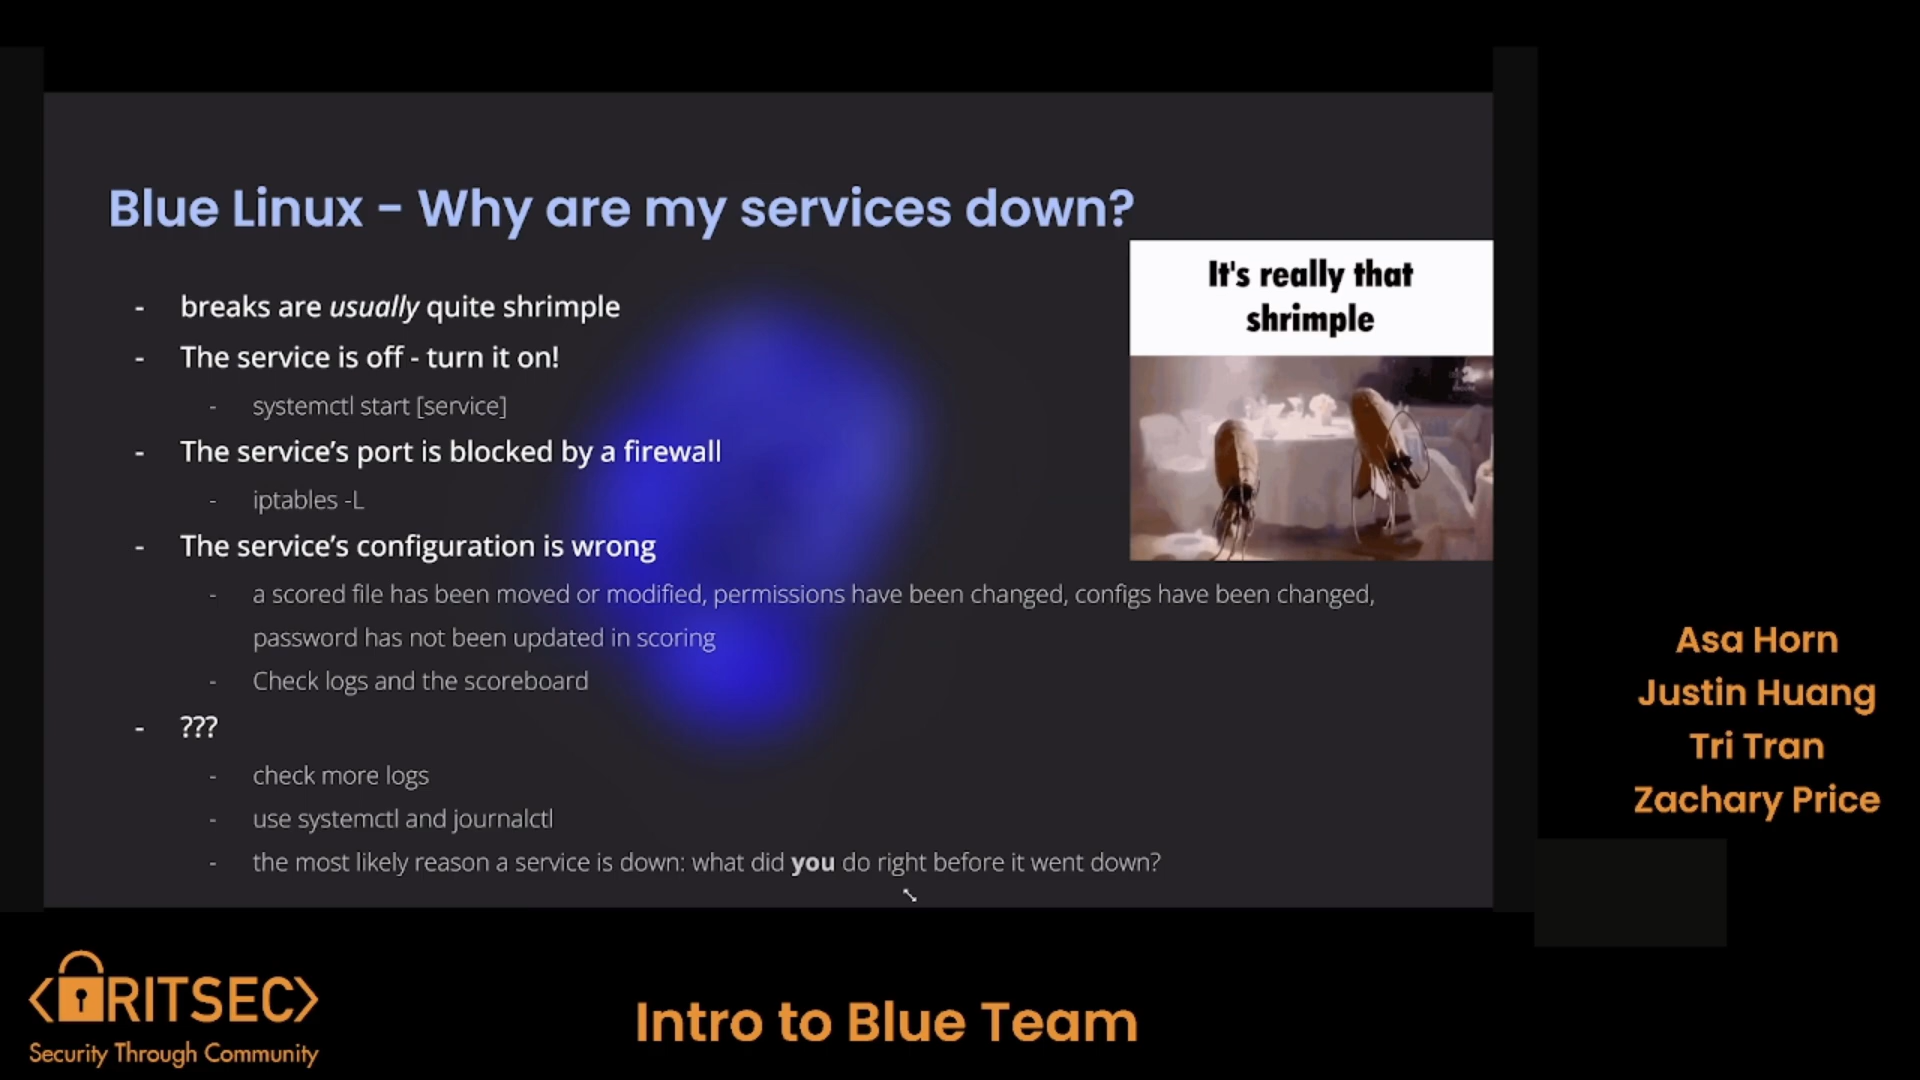 Blue Linux - Why are my services down?
It's really that
shrimple
- breaks are usually quite shrimple
- The service is off - turn it on!
- systemctl start [service]
- The service’s port is blocked by a firewall
- iptables -L
- The service’s configuration is wrong
- a scored file has been moved or modified, permissions have been changed, configs have been changed,
password has not been updated in scoring
- Check logs and the scoreboard
- ???
- check more logs
- use systemctl and journalctl
- the most likely reason a service is down: what did you do right before it went down?
Asa Horn
Justin Huang
Tri Tran
Zachary Price
<RITSEC>
Security Through Community
Intro to Blue Team